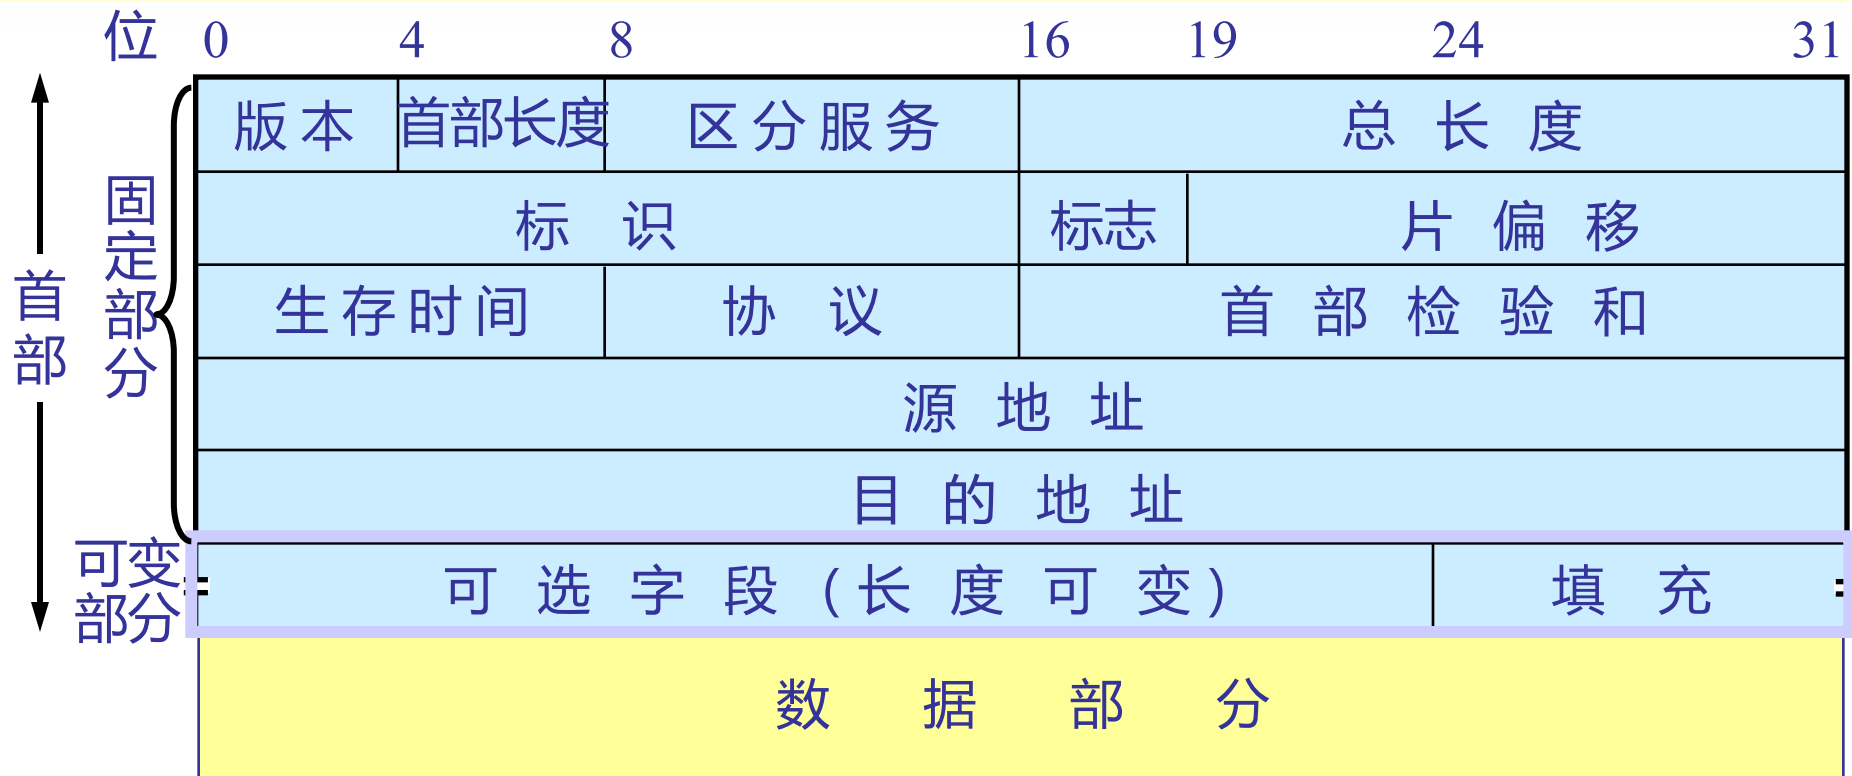 位 0 4 8 16 19 24 31
版本 首部长度 区分服务 总长度
标识 标志 片偏移
生存时间 协议 首部检验和
源地址
目的地址
可选字段(长度可变) 填充
数据部分
首部
固定部分
可变
部分